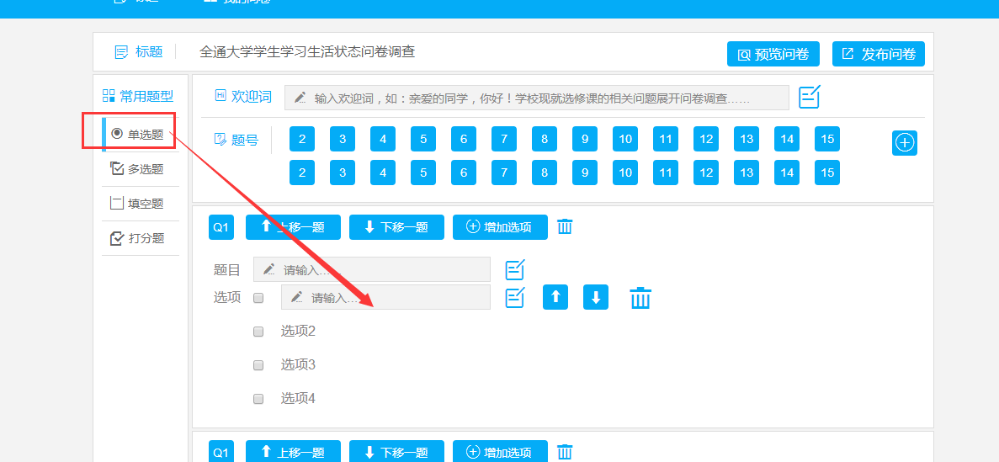 我的问卷
标题
全通大学学生学习生活状态问卷调查
预览问卷
发布问卷
常用题型
单选题
多选题
填空题
打分题
欢迎词
输入欢迎词，如：亲爱的同学，你好！学校现就选修课的相关问题展开问卷调查……
题号
2 3 4 5 6 7 8 9 10 11 12 13 14 15
2 3 4 5 6 7 8 9 10 11 12 13 14 15
Q1 上移一题 下移一题 增加选项
题目 请输入...
选项 请输入...
选项2
选项3
选项4
Q1 上移一题 下移一题 增加选项